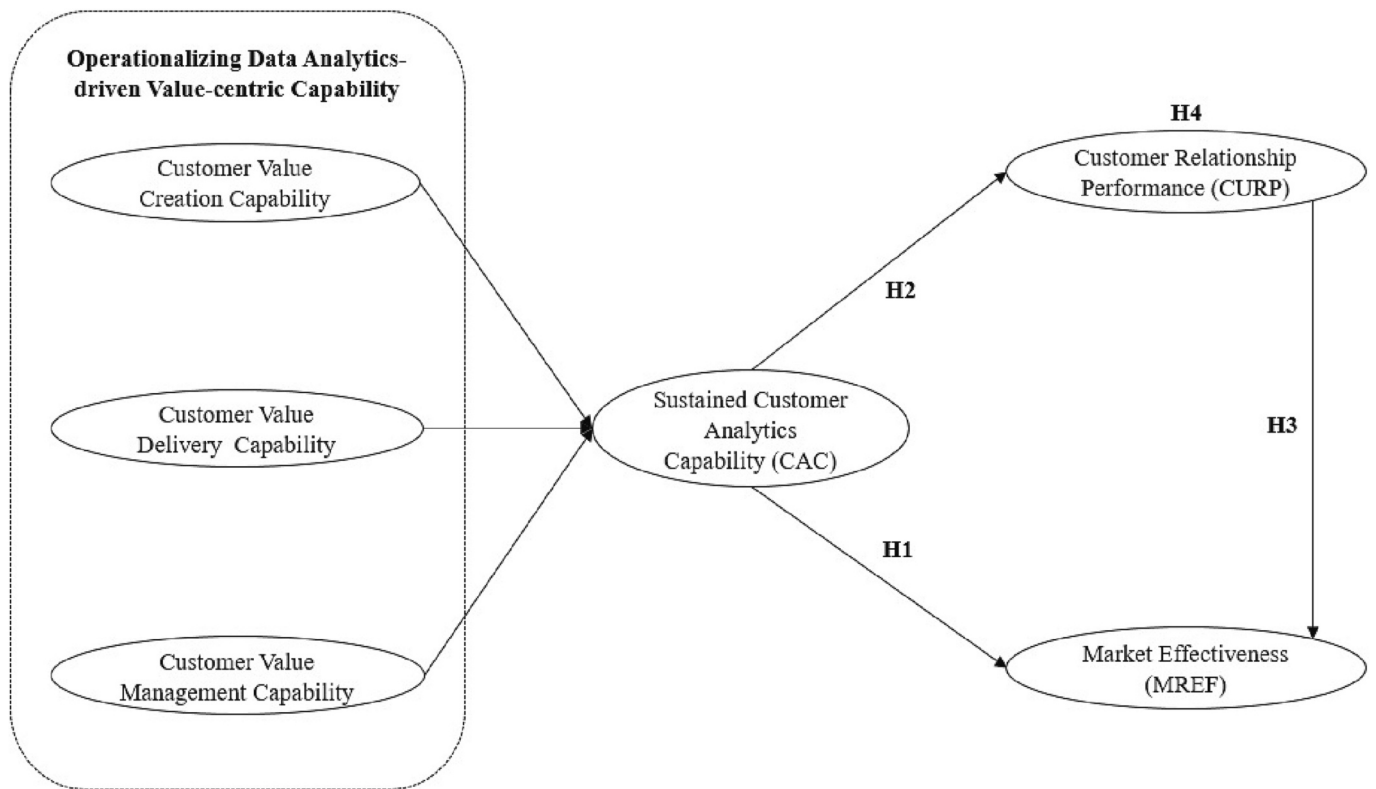 Operationalizing Data Analytics-
driven Value-centric Capability
Customer Value
Creation Capability
Customer Value
Delivery Capability
Customer Value
Management Capability
Sustained Customer
Analytics
Capability (CAC)
H2
H1
H4
Customer Relationship
Performance (CURP)
H3
Market Effectiveness
(MREF)